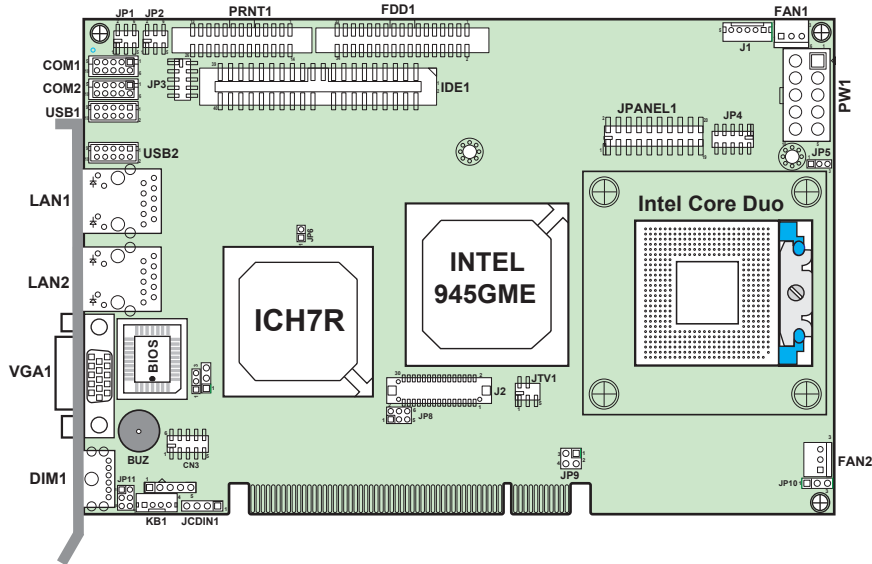 JP1 JP2 PRNT1 FDD1 FAN1
J1
COM1
COM2
JP3
IDE1
USB1
PW1
JPANEL1 JP4
USB2
JP5
LAN1
Intel Core Duo
JP6
LAN2
INTEL
945GME
ICH7R
BIOS
VGA1
J2
JTV1
JP8
BUZ
CN3
DIM1
JP11
JP9
FAN2
JP10
KB1 JCDIN1